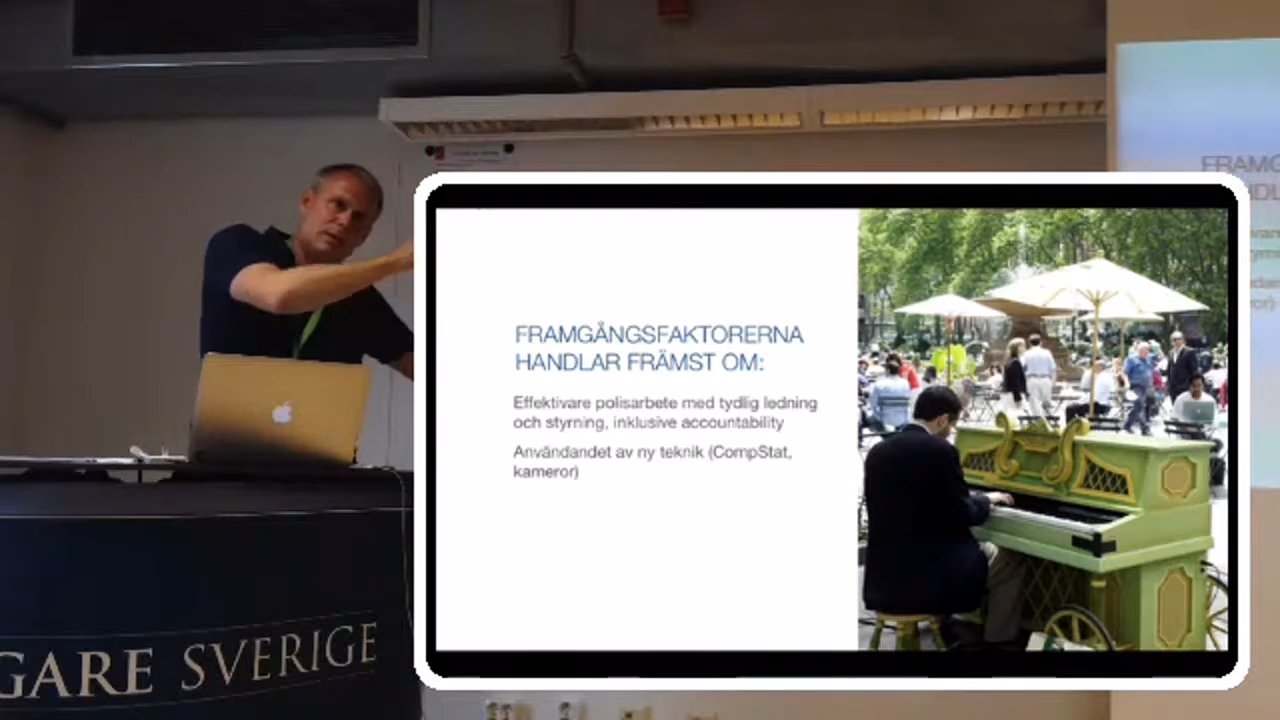 FRAMGÅNGSFAKTORERNA
HANDLAR FRÄMST OM:
Effektivare polisarbete med tydlig ledning
och styrning, inklusive accountability
Användandet av ny teknik (CompStat,
kameror)
GARE SVERIGE